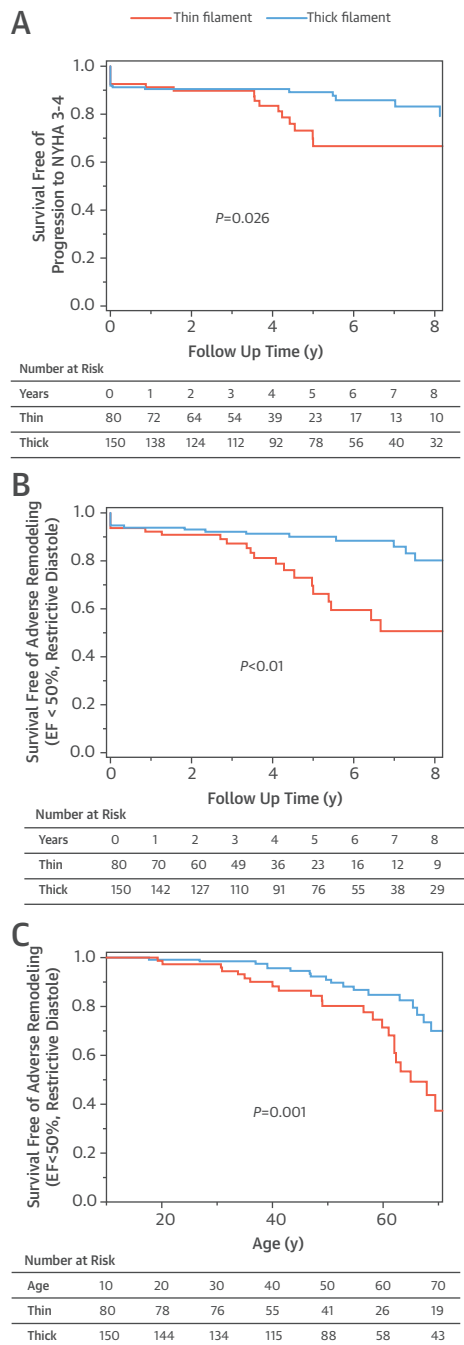 A
Thin filament Thick filament
Survival Free of
Progression to NYHA 3-4
1.0
0.8
0.6
0.4
0.2
0.0
P=0.026
0 2 4 6 8
Follow Up Time (y)
Number at Risk
Years 0 1 2 3 4 5 6 7 8
Thin 80 72 64 54 39 23 17 13 10
Thick 150 138 124 112 92 78 56 40 32
B
Survival Free of Adverse Remodeling
(EF < 50%, Restrictive Diastole)
1.0
0.8
0.6
0.4
0.2
0.0
P<0.01
0 2 4 6 8
Follow Up Time (y)
Number at Risk
Years 0 1 2 3 4 5 6 7 8
Thin 80 70 60 49 36 23 16 12 9
Thick 150 142 127 110 91 76 55 38 29
C
Survival Free of Adverse Remodeling
(EF<50%, Restrictive Diastole)
1.0
0.8
0.6
0.4
0.2
0.0
P=0.001
20 40 60
Age (y)
Number at Risk
Age 10 20 30 40 50 60 70
Thin 80 78 76 55 41 26 19
Thick 150 144 134 115 88 58 43